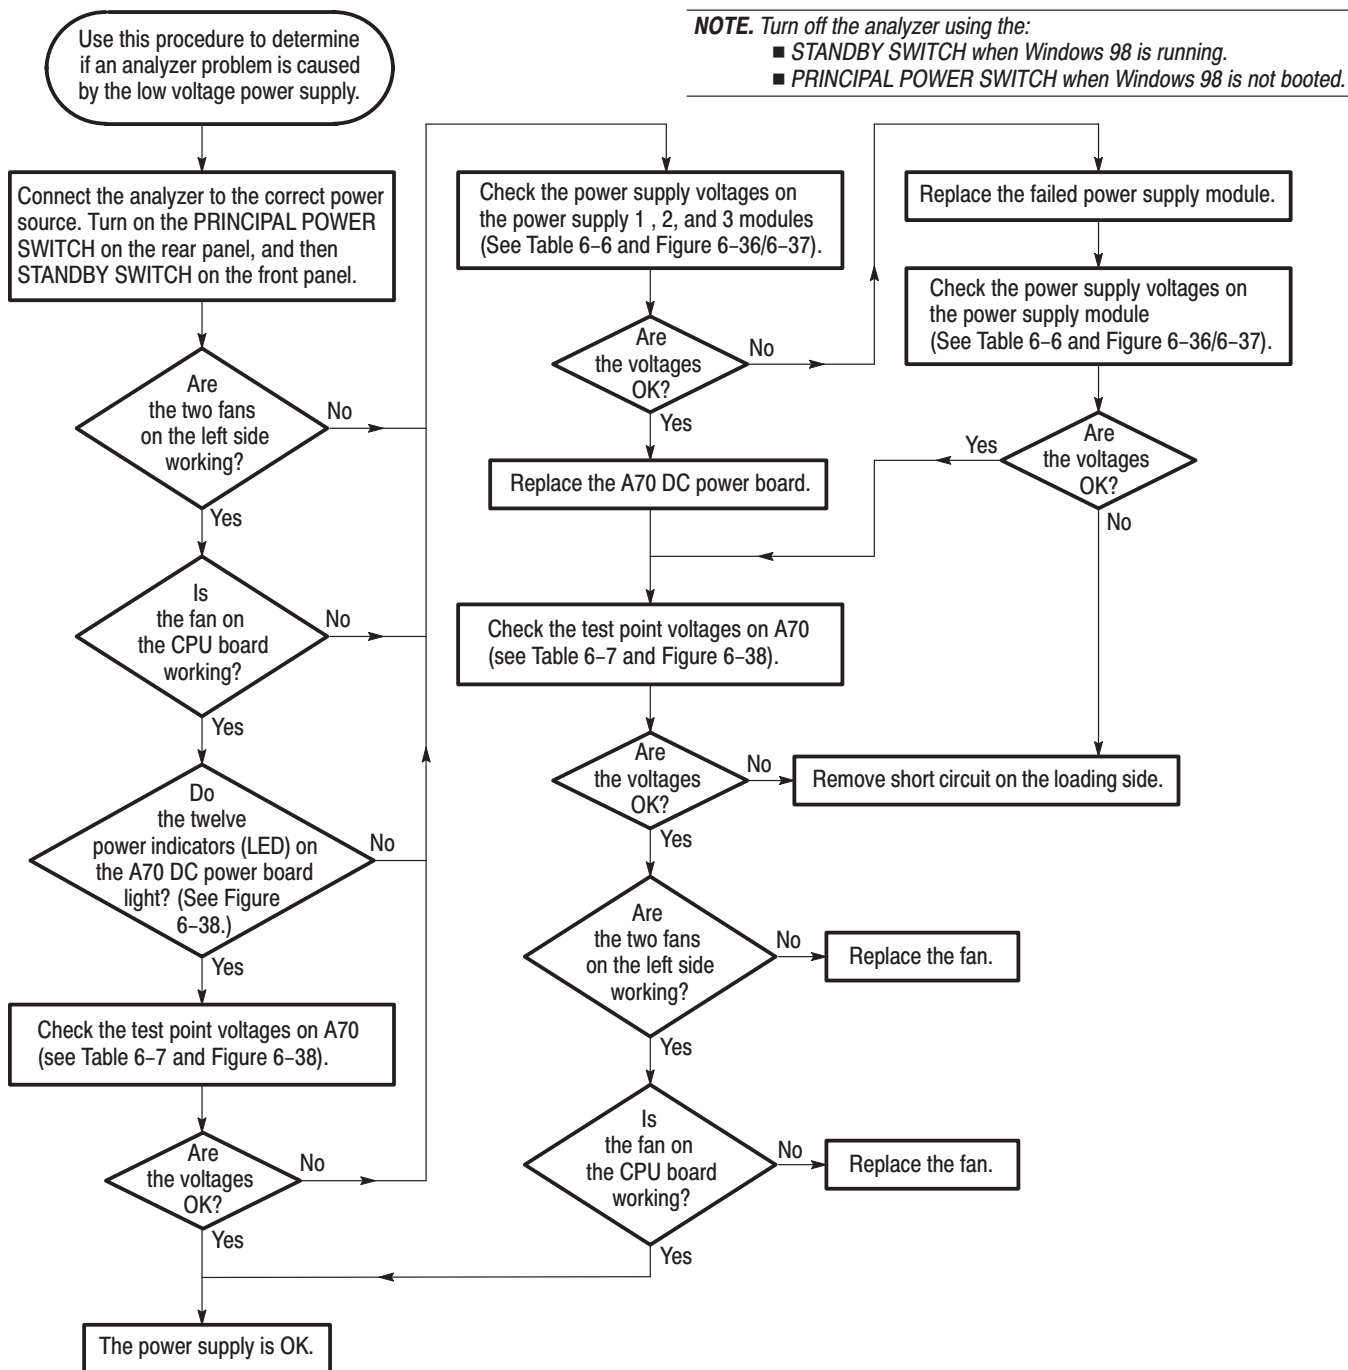 Use this procedure to determine
if an analyzer problem is caused
by the low voltage power supply.
NOTE. Turn off the analyzer using the:
■ STANDBY SWITCH when Windows 98 is running.
■ PRINCIPAL POWER SWITCH when Windows 98 is not booted.
Connect the analyzer to the correct power
source. Turn on the PRINCIPAL POWER
SWITCH on the rear panel, and then
STANDBY SWITCH on the front panel.
Are
the two fans
on the left side
working?
No
Yes
Is
the fan on
the CPU board
working?
No
Yes
Do
the twelve
power indicators (LED) on
the A70 DC power board
light? (See Figure
6–38.)
No
Yes
Check the test point voltages on A70
(see Table 6–7 and Figure 6–38).
Are
the voltages
OK?
No
Yes
The power supply is OK.
Check the power supply voltages on
the power supply 1 , 2, and 3 modules
(See Table 6–6 and Figure 6–36/6–37).
Are
the voltages
OK?
No
Yes
Replace the A70 DC power board.
Check the test point voltages on A70
(see Table 6–7 and Figure 6–38).
Are
the voltages
OK?
No
Yes
Are
the two fans
on the left side
working?
No
Replace the fan.
Yes
Is
the fan on
the CPU board
working?
No
Replace the fan.
Yes
Replace the failed power supply module.
Check the power supply voltages on
the power supply module
(See Table 6–6 and Figure 6–36/6–37).
Are
the voltages
OK?
Yes
No
Remove short circuit on the loading side.